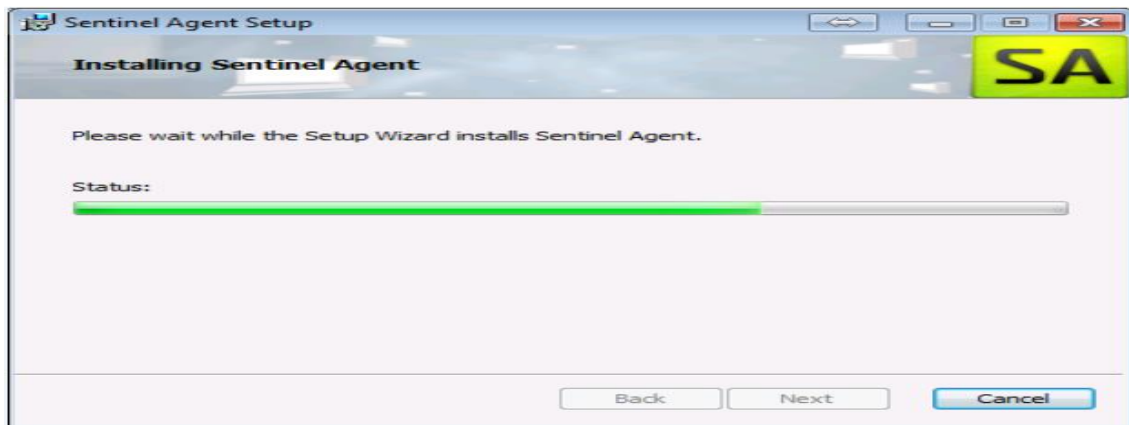 Sentinel Agent Setup
Installing Sentinel Agent
SA
Please wait while the Setup Wizard installs Sentinel Agent.
Status:
Back
Next
Cancel